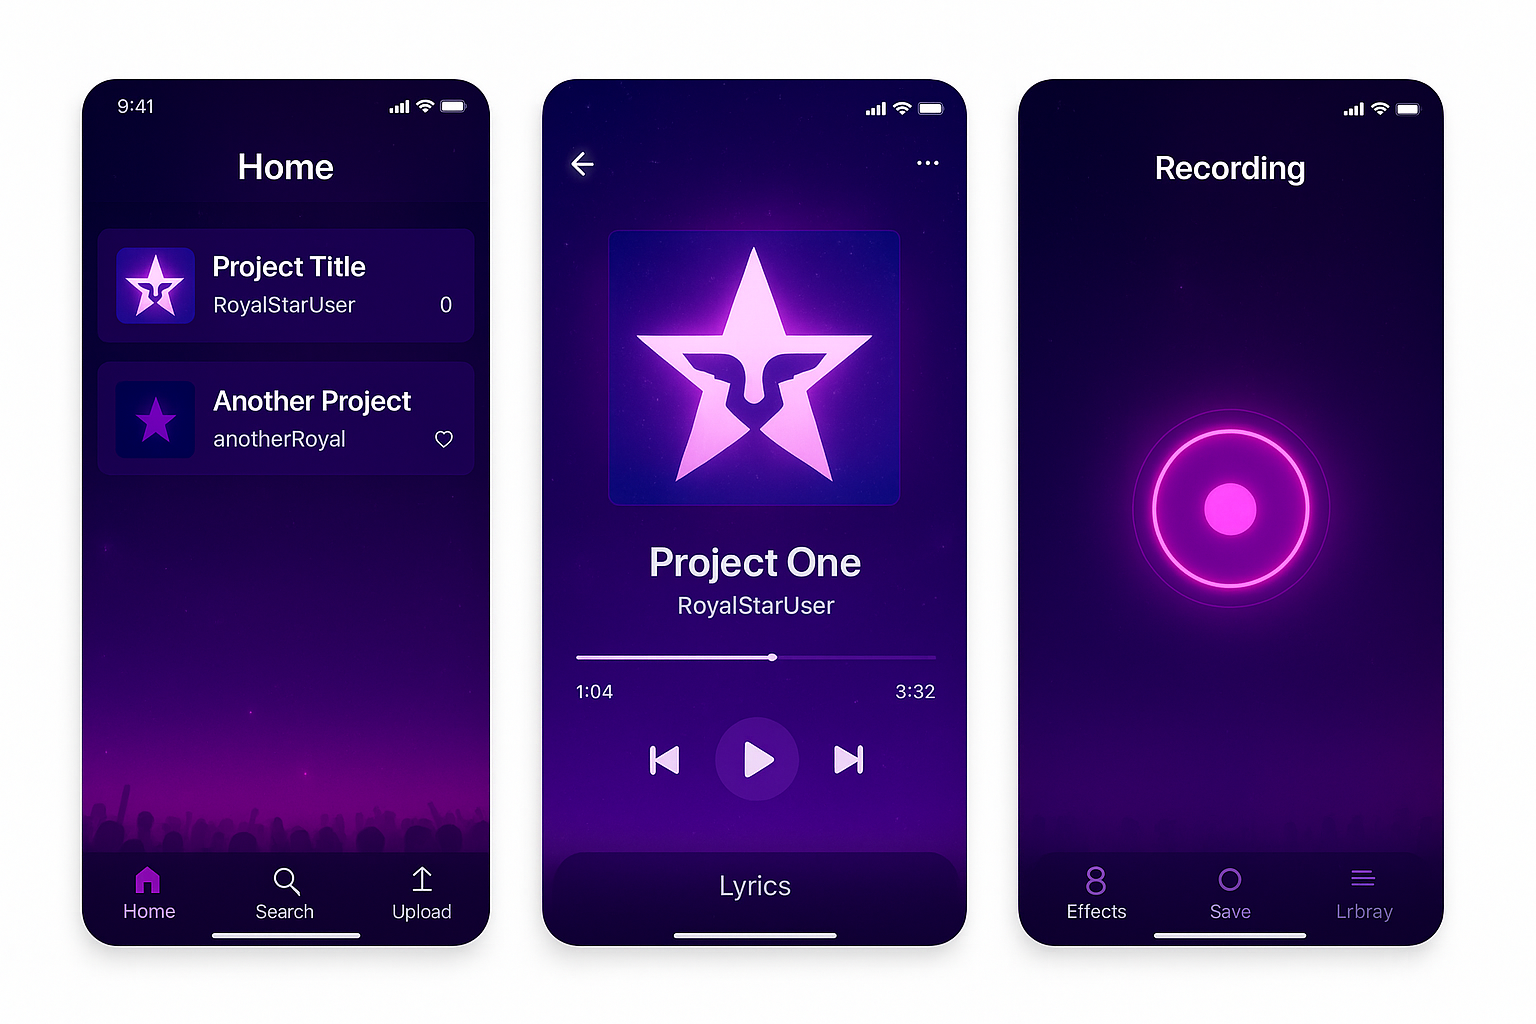 9:41
Home
Project Title
RoyalStarUser 0
Another Project
anotherRoyal
Home Search Upload
Project One
RoyalStarUser
1:04 3:32
Lyrics
Recording
Effects Save Lrbray